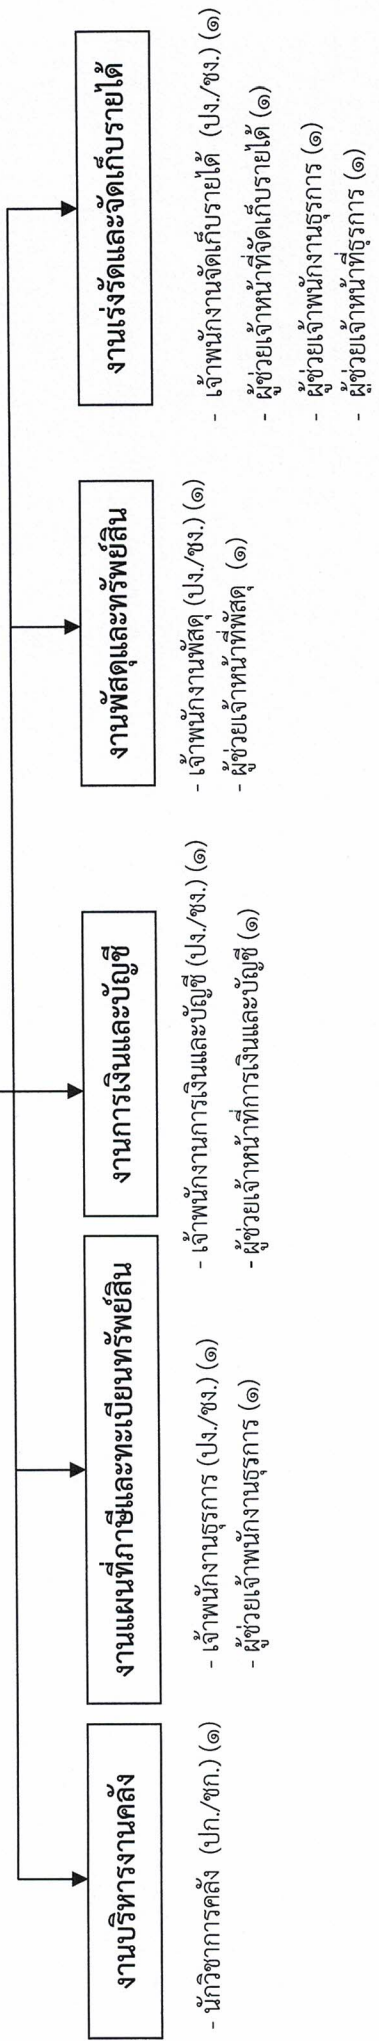 งานบริหารงานคลัง
- นักวิชาการคลัง (ปก./ชก.) (๑)
งานแผนที่ภาษีและทะเบียนทรัพย์สิน
- เจ้าพนักงานธุรการ (ปง./ชง.) (๑)
- ผู้ช่วยเจ้าพนักงานธุรการ (๑)
งานการเงินและบัญชี
- เจ้าพนักงานการเงินและบัญชี (ปง./ชง.) (๑)
- ผู้ช่วยเจ้าหน้าที่การเงินและบัญชี (๑)
งานพัสดุและทรัพย์สิน
- เจ้าพนักงานพัสดุ (ปง./ชง.) (๑)
- ผู้ช่วยเจ้าหน้าที่พัสดุ (๑)
งานเร่งรัดและจัดเก็บรายได้
- เจ้าพนักงานจัดเก็บรายได้ (ปง./ชง.) (๑)
- ผู้ช่วยเจ้าหน้าที่จัดเก็บรายได้ (๑)
- ผู้ช่วยเจ้าพนักงานธุรการ (๑)
- ผู้ช่วยเจ้าหน้าที่ธุรการ (๑)